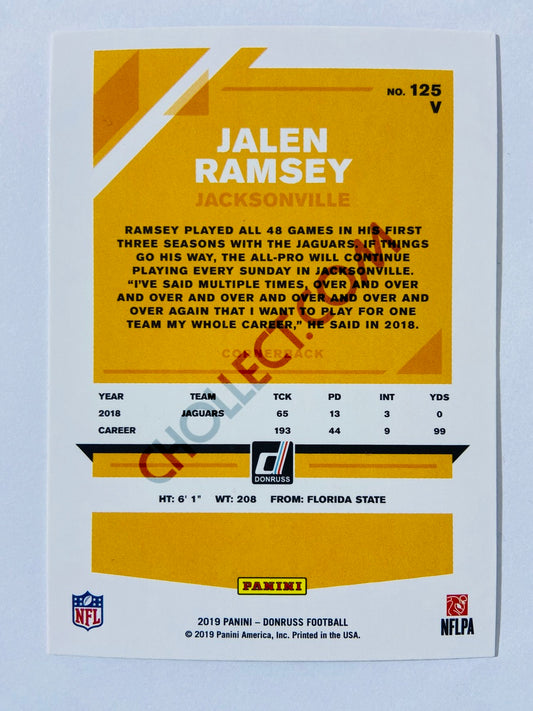 NO. 125
V
JALEN
RAMSEY
JACKSONVILLE
RAMSEY PLAYED ALL 48 GAMES IN HIS FIRST
THREE SEASONS WITH THE JAGUARS. IF THINGS
GO HIS WAY, THE ALL-PRO WILL CONTINUE
PLAYING EVERY SUNDAY IN JACKSONVILLE.
“I’VE SAID MULTIPLE TIMES, OVER AND OVER
AND OVER AND OVER AND OVER AND OVER AND
OVER AGAIN THAT I WANT TO PLAY FOR ONE
TEAM MY WHOLE CAREER,” HE SAID IN 2018.
CORNERBACK
CHOLLECT.COM
YEAR TEAM TCK PD INT YDS
2018 JAGUARS 65 13 3 0
CAREER 193 44 9 99
DONRUSS
HT: 6' 1" WT: 208 FROM: FLORIDA STATE
PANINI
NFL
2019 PANINI – DONRUSS FOOTBALL
© 2019 Panini America, Inc. Printed in the USA.
NFLPA